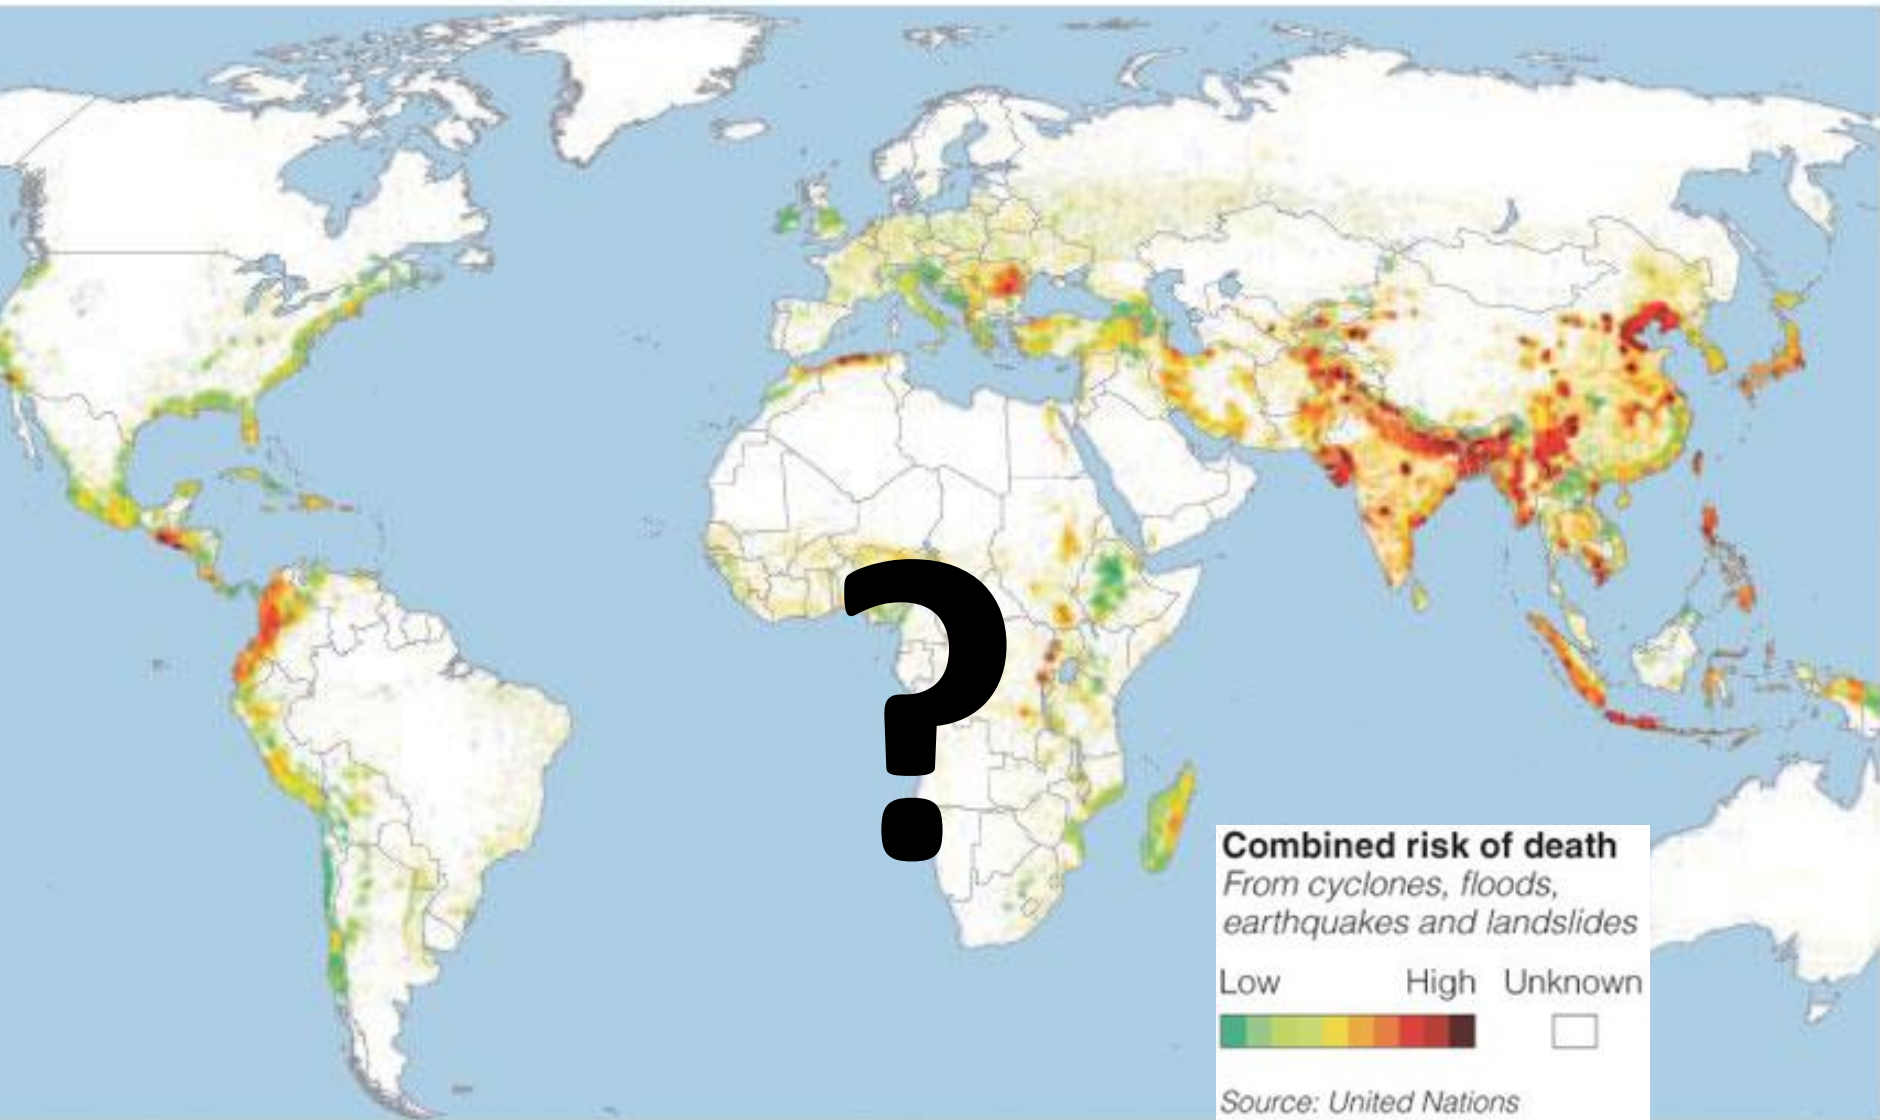 ?
Combined risk of death
From cyclones, floods,
earthquakes and landslides
Low High Unknown
Source: United Nations